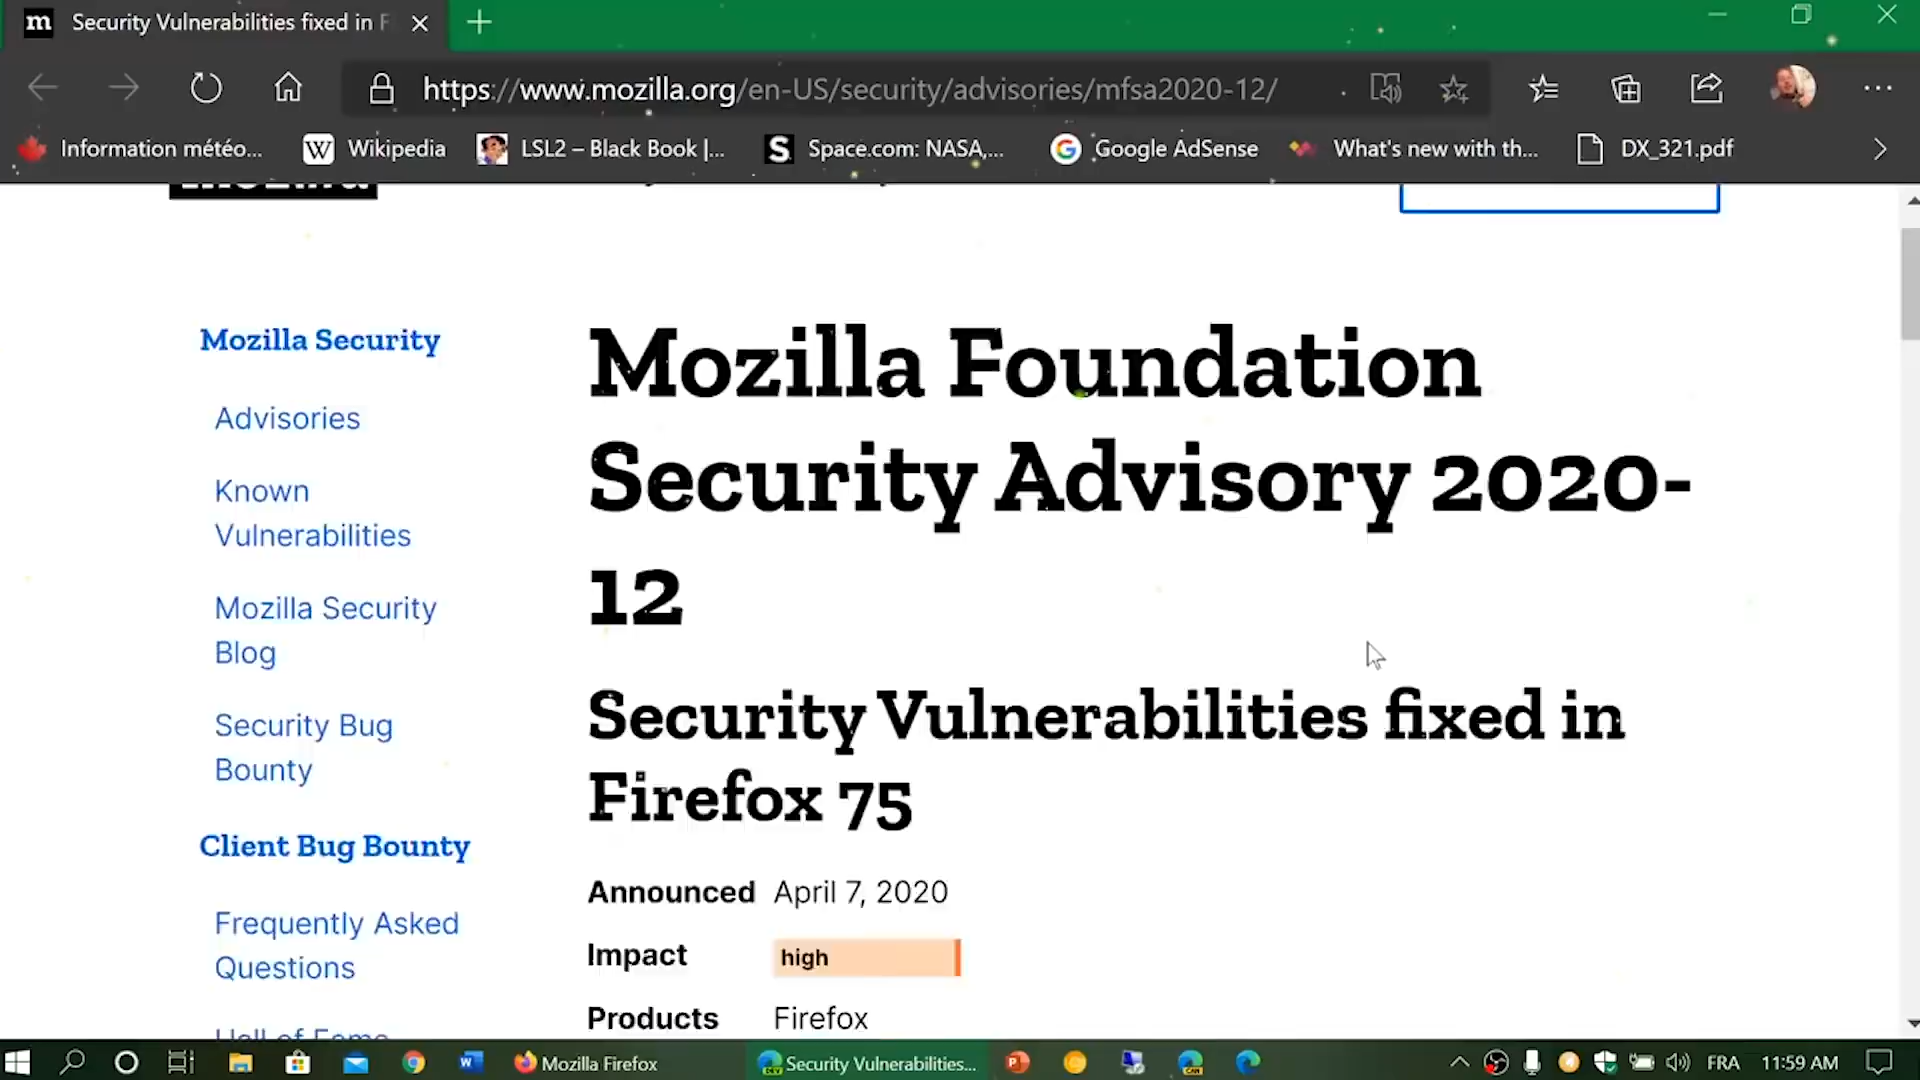 m Security Vulnerabilities fixed in F
https://www.mozilla.org/en-US/security/advisories/mfsa2020-12/
Information météo... W Wikipedia LSL2 – Black Book |... S Space.com: NASA,... G Google AdSense What's new with th... DX_321.pdf
Mozilla Security
Advisories
Known
Vulnerabilities
Mozilla Security
Blog
Security Bug
Bounty
Client Bug Bounty
Frequently Asked
Questions
Hall of Fame
Mozilla Foundation
Security Advisory 2020-
12
Security Vulnerabilities fixed in
Firefox 75
Announced April 7, 2020
Impact high
Products Firefox
Mozilla Firefox Security Vulnerabilities... FRA 11:59 AM